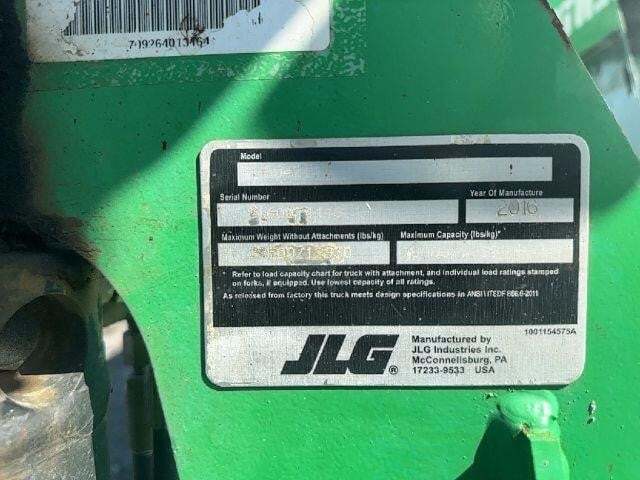 709264013464
Model
Serial Number
Year Of Manufacture
2016
Maximum Weight Without Attachments (lbs/kg)
Maximum Capacity (lbs/kg)*
* Refer to load capacity chart for truck with attachment, and individual load ratings stamped
on forks, if equipped. Use lowest capacity of all ratings.
As released from factory this truck meets design specifications in ANSI/ITSDF B56.6-2011
JLG®
Manufactured by
JLG Industries Inc.
McConnellsburg, PA
17233-9533 USA
1001154575A